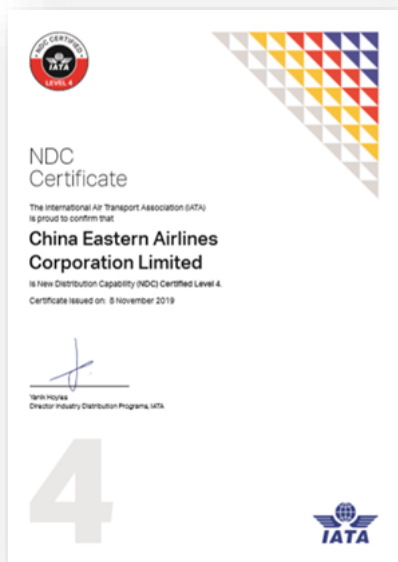 NDC CERTIFIED
IATA
LEVEL 4
NDC
Certificate
The International Air Transport Association (IATA)
is proud to confirm that
China Eastern Airlines
Corporation Limited
is New Distribution Capability (NDC) Certified Level 4.
Certificate issued on: 8 November 2019
Yanik Hoyles
Director Industry Distribution Programs, IATA
4
IATA